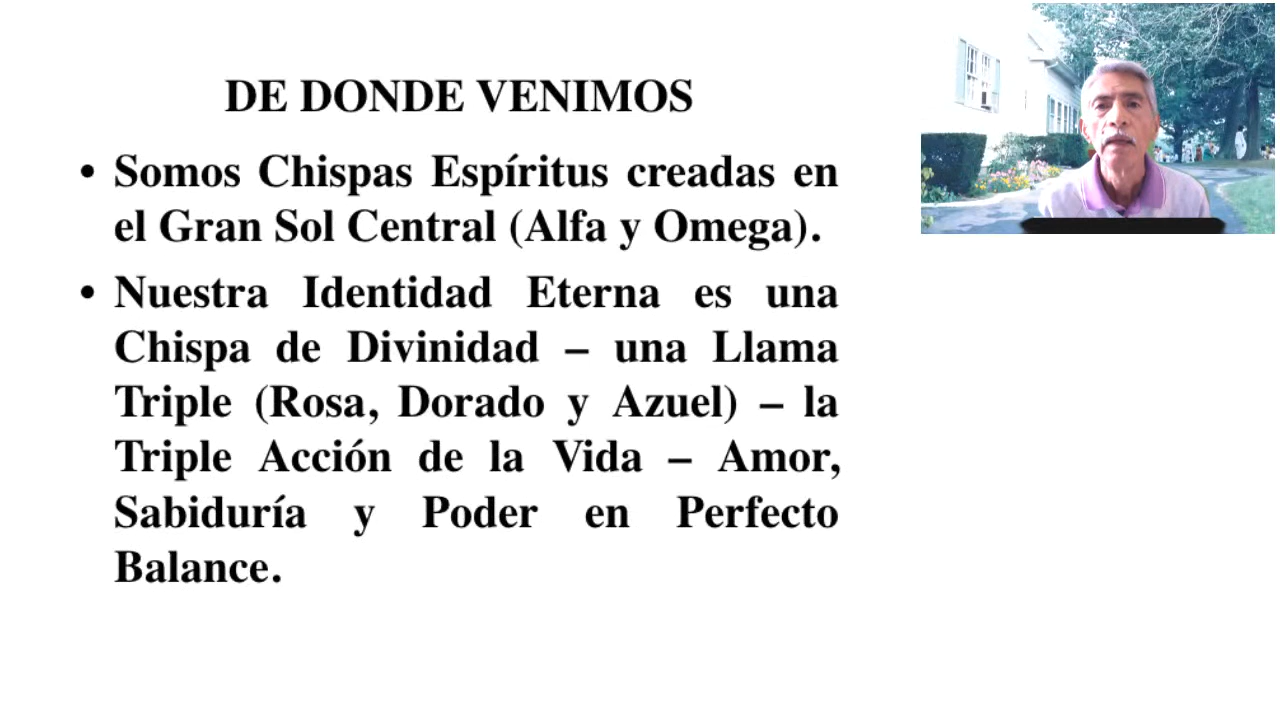 DE DONDE VENIMOS
• Somos Chispas Espíritus creadas en
el Gran Sol Central (Alfa y Omega).
• Nuestra Identidad Eterna es una
Chispa de Divinidad – una Llama
Triple (Rosa, Dorado y Azuel) – la
Triple Acción de la Vida – Amor,
Sabiduría y Poder en Perfecto
Balance.